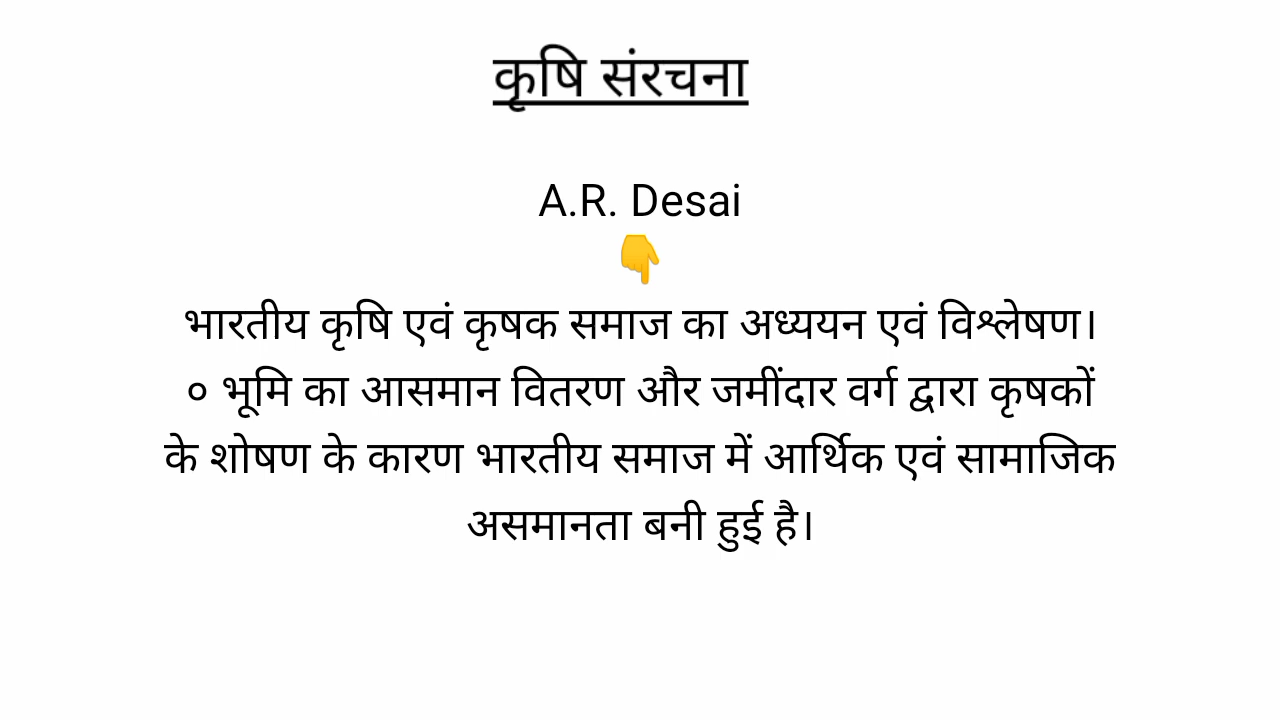 कृषि संरचना
A.R. Desai
👇
भारतीय कृषि एवं कृषक समाज का अध्ययन एवं विश्लेषण।
० भूमि का आसमान वितरण और जमींदार वर्ग द्वारा कृषकों
के शोषण के कारण भारतीय समाज में आर्थिक एवं सामाजिक
असमानता बनी हुई है।